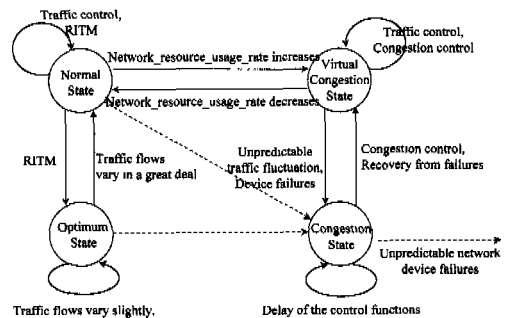 Traffic control,
RITM
Traffic control,
Congestion control
Network_resource_usage_rate increases
Normal
State
Virtual
Congestion
State
Network_resource_usage_rate decreases
RITM
Traffic flows
vary in a great deal
Unpredictable
traffic fluctuation,
Device failures
Congestion control,
Recovery from failures
Optimum
State
Congestion
State
Unpredictable network
device failures
Traffic flows vary slightly.
Delay of the control functions